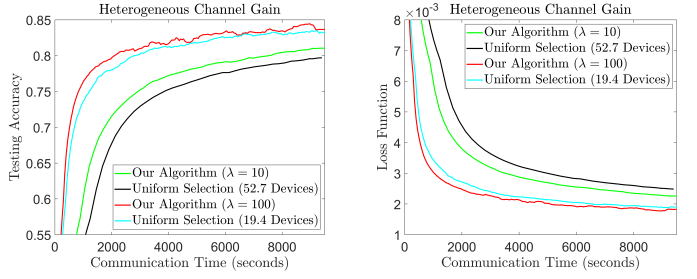 Heterogeneous Channel Gain
0.85
0.8
0.75
0.7
0.65
0.6
0.55
Testing Accuracy
Our Algorithm (λ = 10)
Uniform Selection (52.7 Devices)
Our Algorithm (λ = 100)
Uniform Selection (19.4 Devices)
0 2000 4000 6000 8000
Communication Time (seconds)
×10⁻³ Heterogeneous Channel Gain
8
7
6
5
4
3
2
1
Loss Function
Our Algorithm (λ = 10)
Uniform Selection (52.7 Devices)
Our Algorithm (λ = 100)
Uniform Selection (19.4 Devices)
0 2000 4000 6000 8000
Communication Time (seconds)